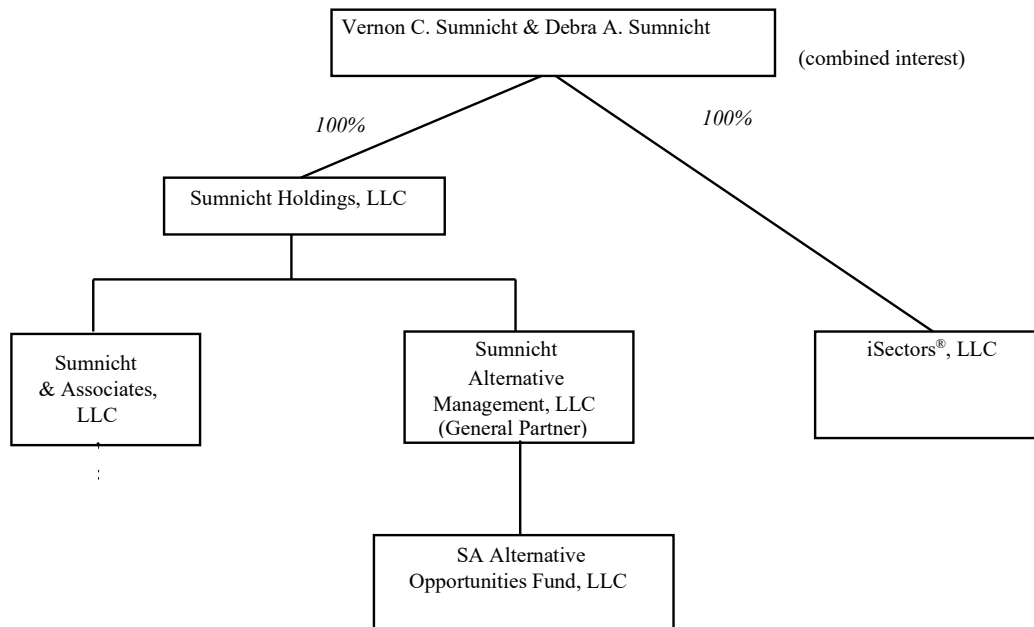 Vernon C. Sumnicht & Debra A. Sumnicht
(combined interest)
100%
100%
Sumnicht Holdings, LLC
Sumnicht
& Associates,
LLC
Sumnicht
Alternative
Management, LLC
(General Partner)
iSectors®, LLC
SA Alternative
Opportunities Fund, LLC